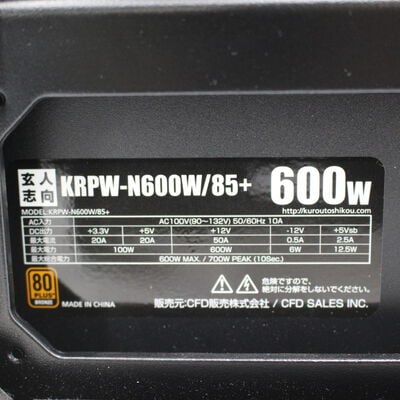 玄人志向 KRPW-N600W/85+ 600W
http://kuroutoshikou.com/
MODEL:KRPW-N600W/85+
AC入力 AC100V(90~132V) 50/60Hz 10A
DC出力 +3.3V +5V +12V -12V +5Vsb
最大電流 20A 20A 50A 0.5A 2.5A
最大電力 100W 600W 6W 12.5W
最大総電力 600W MAX. / 700W PEAK (10Sec.)
80 PLUS BRONZE
危険ですので、
絶対に分解をしないでください。
MADE IN CHINA
販売元:CFD販売株式会社 / CFD SALES INC.